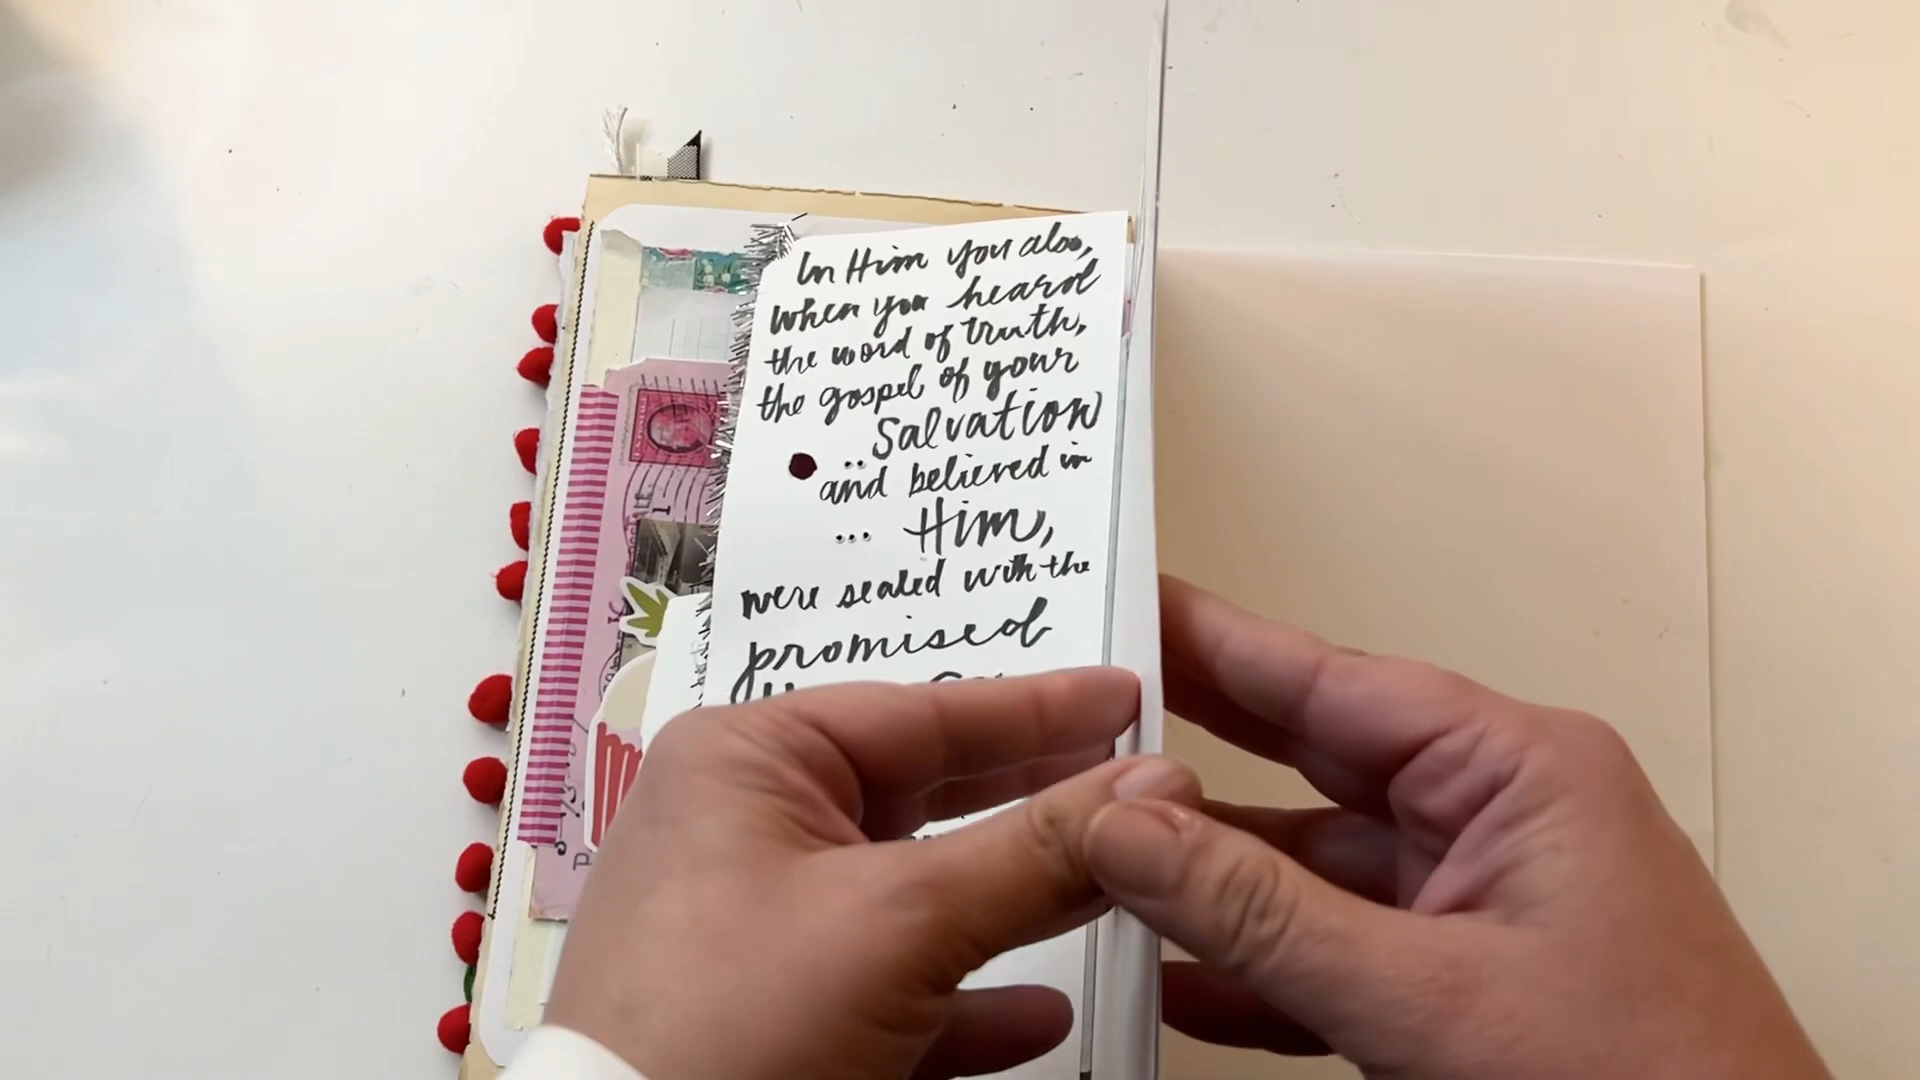 In Him you also,
when you heard
the word of truth,
the gospel of your
Salvation
and believed in
... Him,
were sealed with the
promised